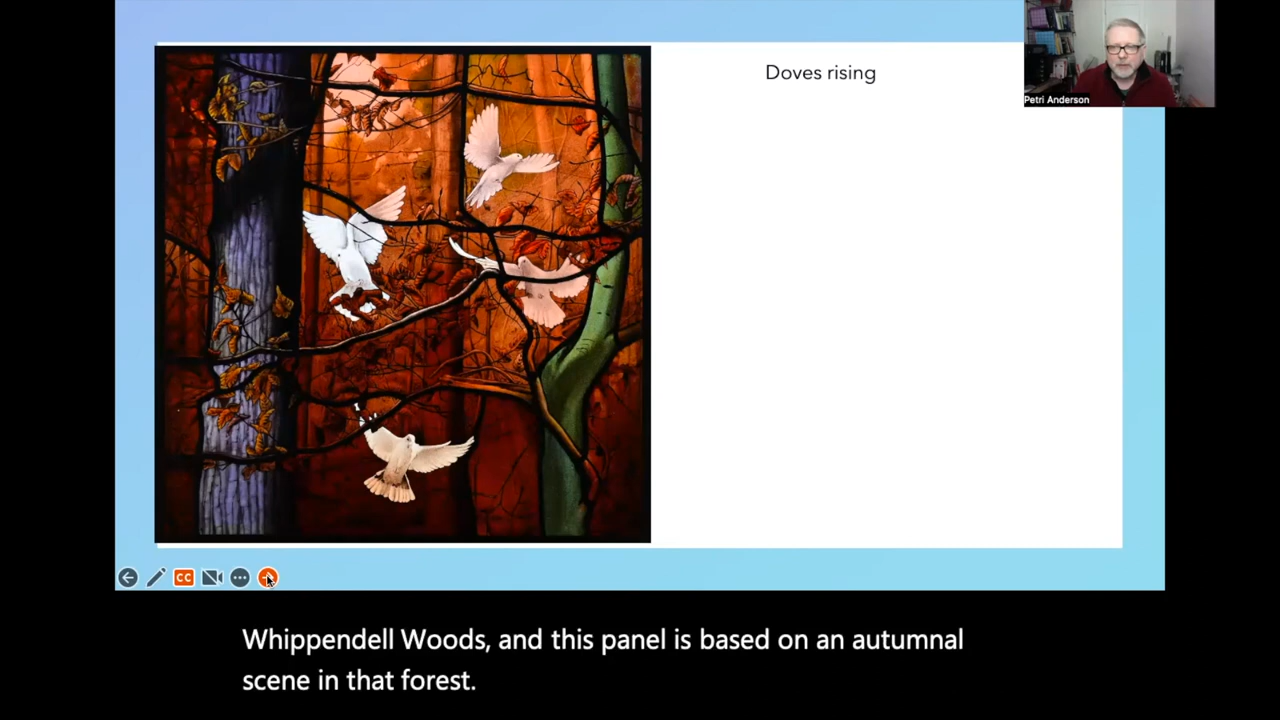 Doves rising
Petri Anderson
CC
Whippendell Woods, and this panel is based on an autumnal
scene in that forest.